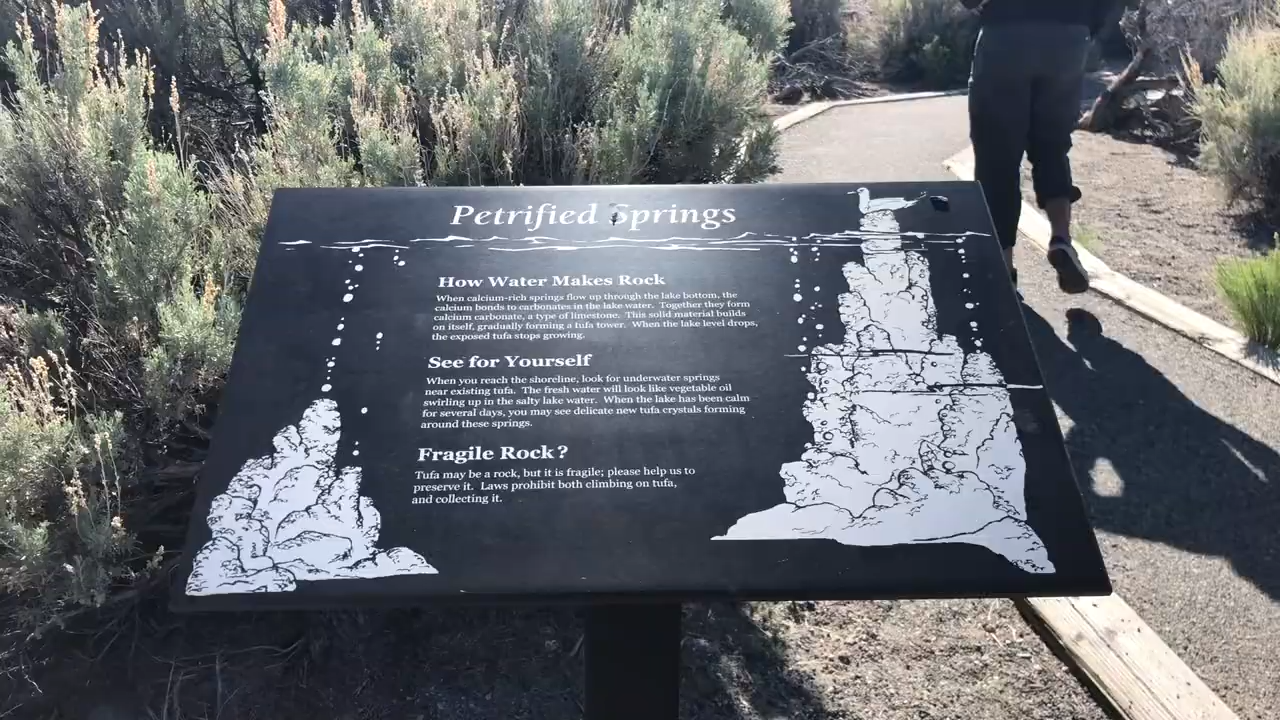 Petrified Springs
How Water Makes Rock
When calcium-rich springs flow up through the lake bottom, the
calcium bonds to carbonates in the lake water. Together they form
calcium carbonate, a type of limestone. This solid material builds
on itself, gradually forming a tufa tower. When the lake level drops,
the exposed tufa stops growing.
See for Yourself
When you reach the shoreline, look for underwater springs
near existing tufa. The fresh water will look like vegetable oil
swirling up in the salty lake water. When the lake has been calm
for several days, you may see delicate new tufa crystals forming
around these springs.
Fragile Rock?
Tufa may be a rock, but it is fragile; please help us to
preserve it. Laws prohibit both climbing on tufa,
and collecting it.